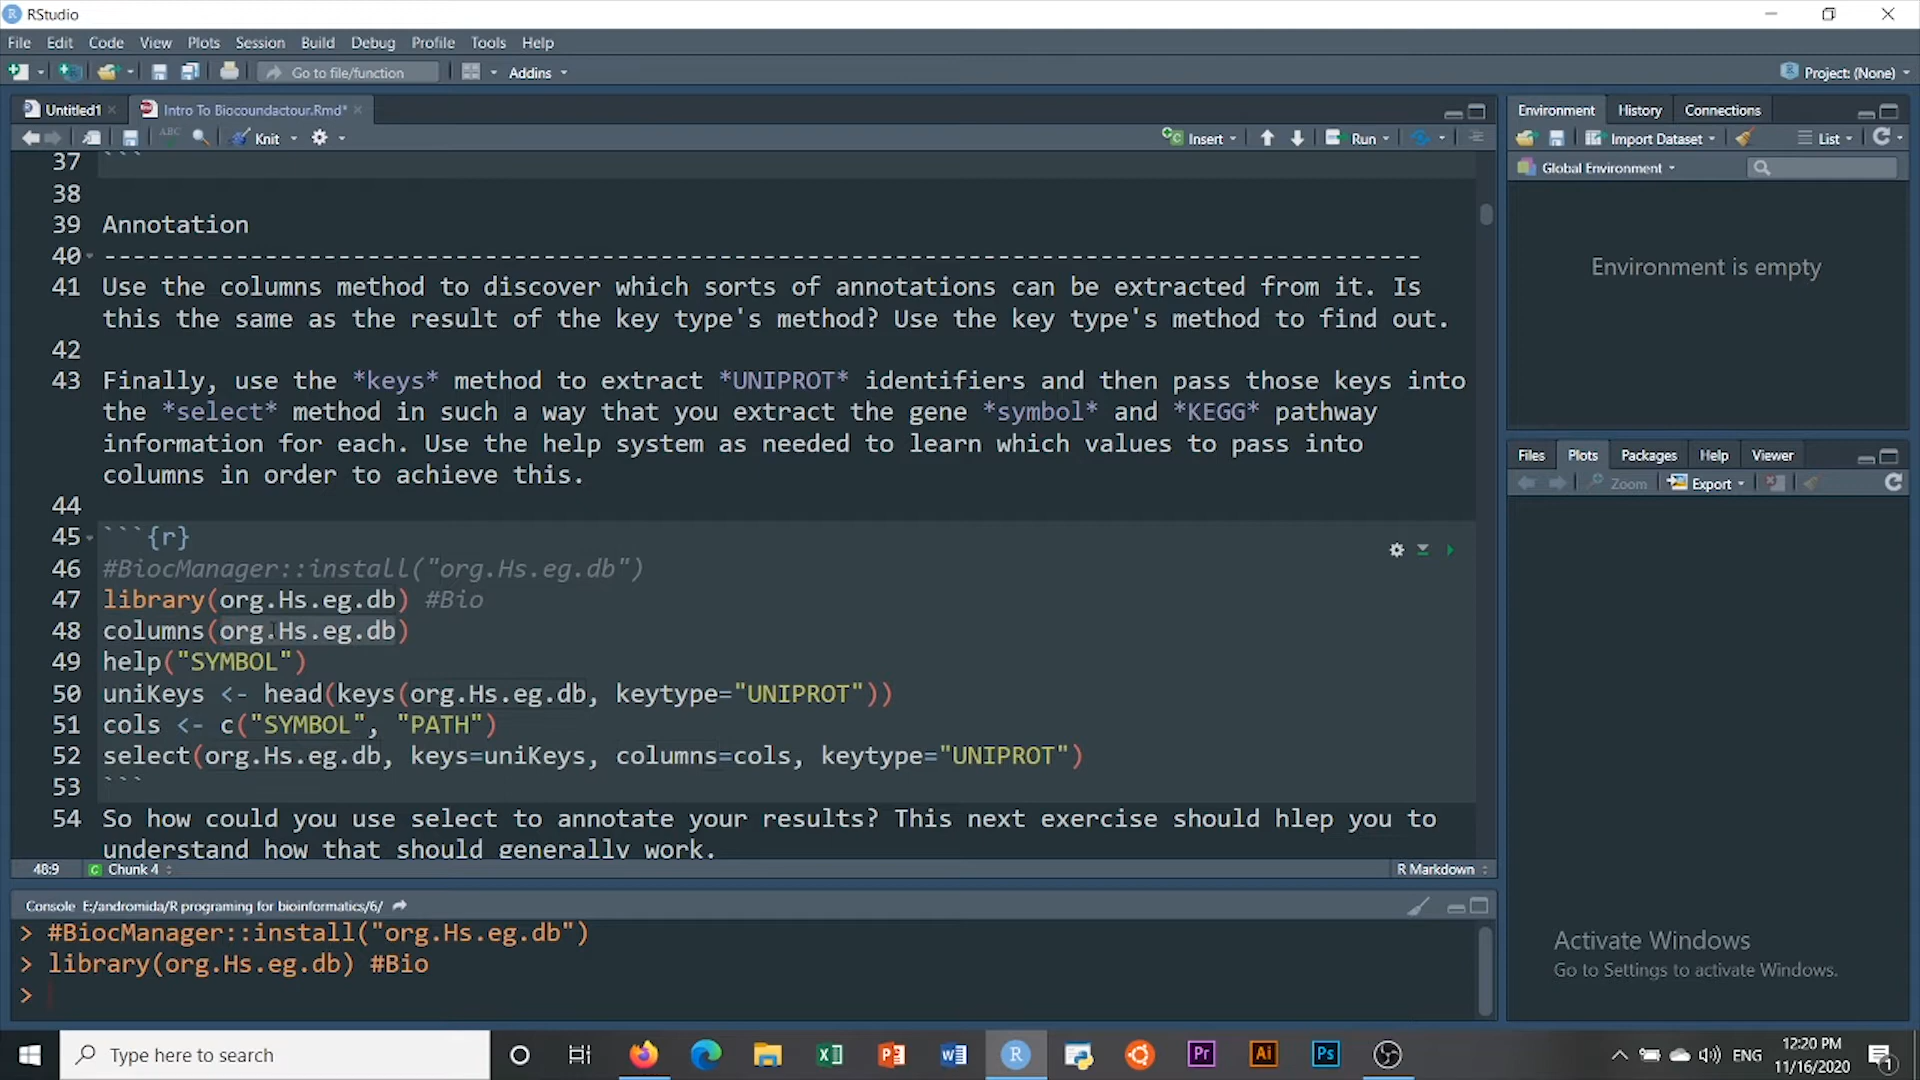 RStudio
File Edit Code View Plots Session Build Debug Profile Tools Help
Go to file/function Addins Project: (None)
Untitled1 Intro To Biocoundactour.Rmd*
ABC Knit Insert Run
37 ```
38
39 Annotation
40 ------------------------------------------------------------------------------------------
41 Use the columns method to discover which sorts of annotations can be extracted from it. Is
this the same as the result of the key type's method? Use the key type's method to find out.
42
43 Finally, use the *keys* method to extract *UNIPROT* identifiers and then pass those keys into
the *select* method in such a way that you extract the gene *symbol* and *KEGG* pathway
information for each. Use the help system as needed to learn which values to pass into
columns in order to achieve this.
44
45 ```{r}
46 #BiocManager::install("org.Hs.eg.db")
47 library(org.Hs.eg.db) #Bio
48 columns(org.Hs.eg.db)
49 help("SYMBOL")
50 uniKeys <- head(keys(org.Hs.eg.db, keytype="UNIPROT"))
51 cols <- c("SYMBOL", "PATH")
52 select(org.Hs.eg.db, keys=uniKeys, columns=cols, keytype="UNIPROT")
53 ```
54 So how could you use select to annotate your results? This next exercise should hlep you to
understand how that should generally work.
48:9 C Chunk 4 R Markdown
Console E:/andromida/R programing for bioinformatics/6/
> #BiocManager::install("org.Hs.eg.db")
> library(org.Hs.eg.db) #Bio
>
Environment History Connections
Import Dataset List
Global Environment
Environment is empty
Files Plots Packages Help Viewer
Zoom Export
Activate Windows
Go to Settings to activate Windows.
Type here to search
R Pr Ai Ps
ENG 12:20 PM
11/16/2020 1